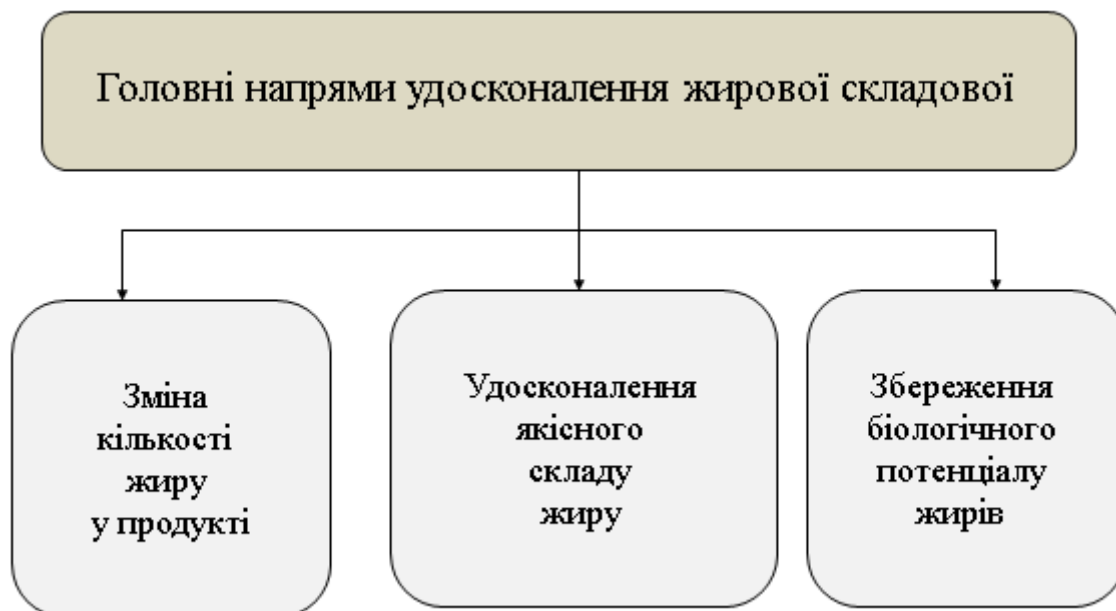 Головні напрями удосконалення жирової складової
Зміна
кількості
жиру
у продукті
Удосконалення
якісного
складу
жиру
Збереження
біологічного
потенціалу
жирів